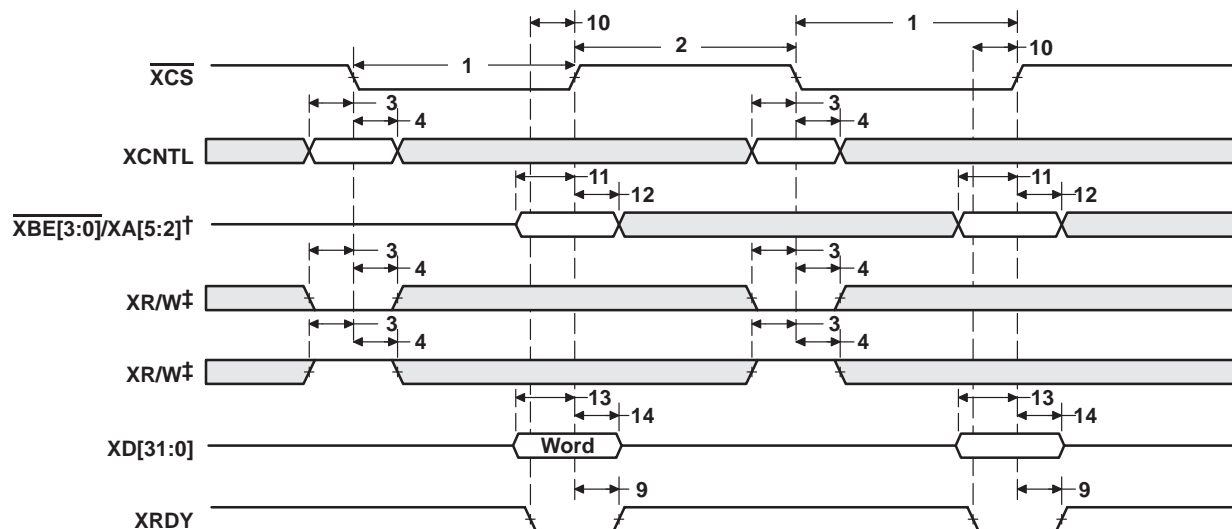 10 1
2 10
1
XCS
3 3
4 4
XCNTL
11 11
12 12
XBE[3:0]/XA[5:2]†
3 3
4 4
XR/W‡
3 3
4 4
XR/W‡
13 13
14 14
XD[31:0] Word
9 9
XRDY